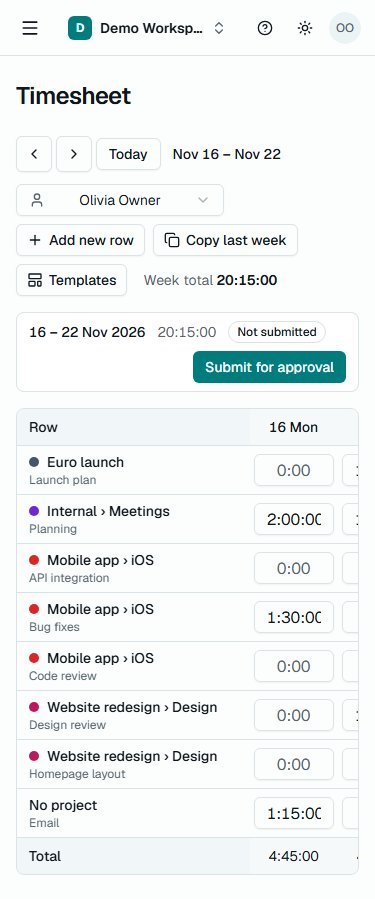 D Demo Worksp... OO
Timesheet
Today Nov 16 – Nov 22
Olivia Owner
Add new row Copy last week
Templates Week total 20:15:00
16 – 22 Nov 2026 20:15:00 Not submitted
Submit for approval
Row 16 Mon
Euro launch 0:00
Launch plan
Internal › Meetings 2:00:00
Planning
Mobile app › iOS 0:00
API integration
Mobile app › iOS 1:30:00
Bug fixes
Mobile app › iOS 0:00
Code review
Website redesign › Design 0:00
Design review
Website redesign › Design 0:00
Homepage layout
No project 1:15:00
Email
Total 4:45:00